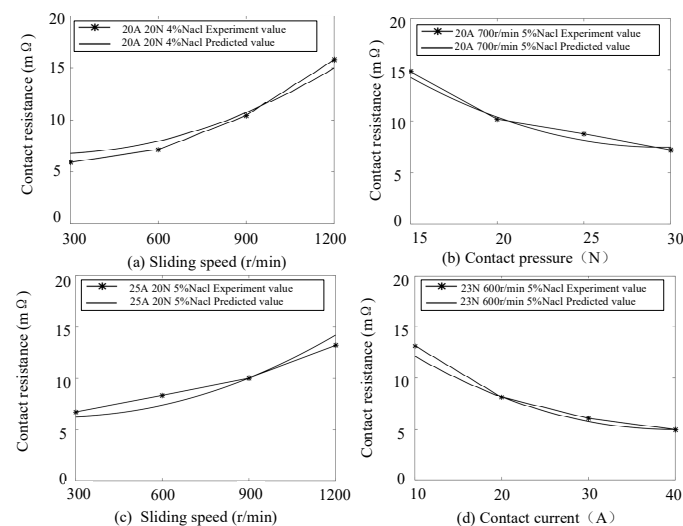 20A 20N 4%Nacl Experiment value
20A 20N 4%Nacl Predicted value
Contact resistance (m Ω)
20
15
10
5
0
300 600 900 1200
(a) Sliding speed (r/min)
20A 700r/min 5%Nacl Experiment value
20A 700r/min 5%Nacl Predicted value
Contact resistance (m Ω)
20
15
10
5
0
15 20 25 30
(b) Contact pressure（N）
25A 20N 5%Nacl Experiment value
25A 20N 5%Nacl Predicted value
Contact resistance (m Ω)
20
15
10
5
0
300 600 900 1200
(c) Sliding speed (r/min)
23N 600r/min 5%Nacl Experiment value
23N 600r/min 5%Nacl Predicted value
Contact resistance (m Ω)
20
15
10
5
0
10 20 30 40
(d) Contact current（A）